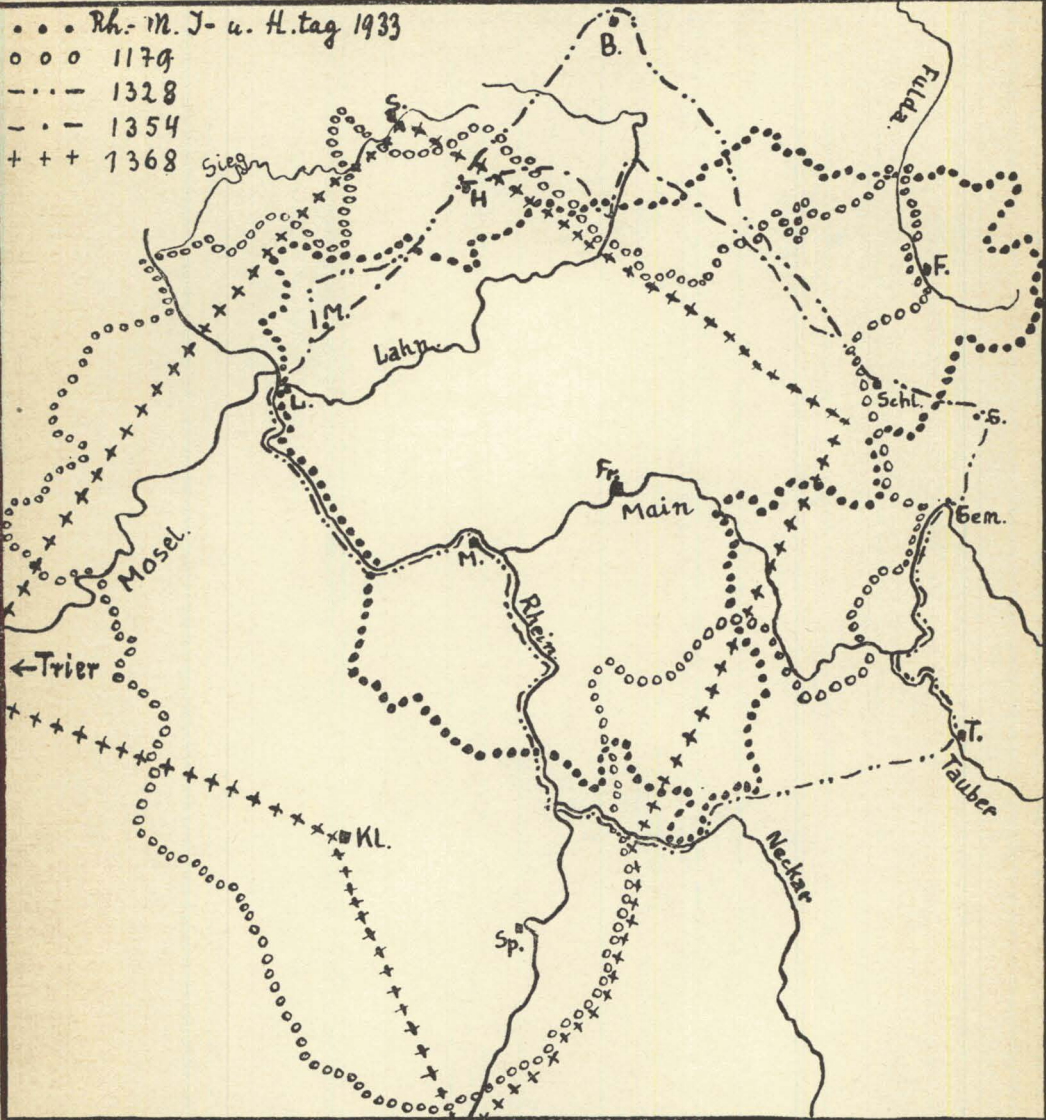 • • • Rh.- M. J- u. H.tag 1933
o o o 1179
–··– 1328
–·– 1354
+ + + 1368
B.
Fulda.
S.
Sieg
H
F.
M.
Lahn
L.
Schl.
G.
Fr.
Main
Gem.
Mosel.
M.
Rhein
←Trier
T.
Tauber
Kl.
Neckar
Sp.